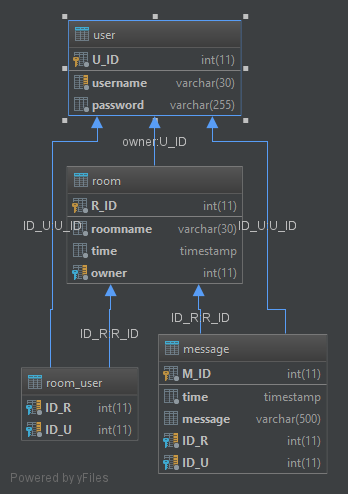 user
U_ID int(11)
username varchar(30)
password varchar(255)
owner:U_ID
room
R_ID int(11)
roomname varchar(30)
time timestamp
owner int(11)
ID_U:U_ID
ID_U:U_ID
ID_R:R_ID
ID_R:R_ID
message
M_ID int(11)
time timestamp
message varchar(500)
ID_R int(11)
ID_U int(11)
room_user
ID_R int(11)
ID_U int(11)
Powered by yFiles